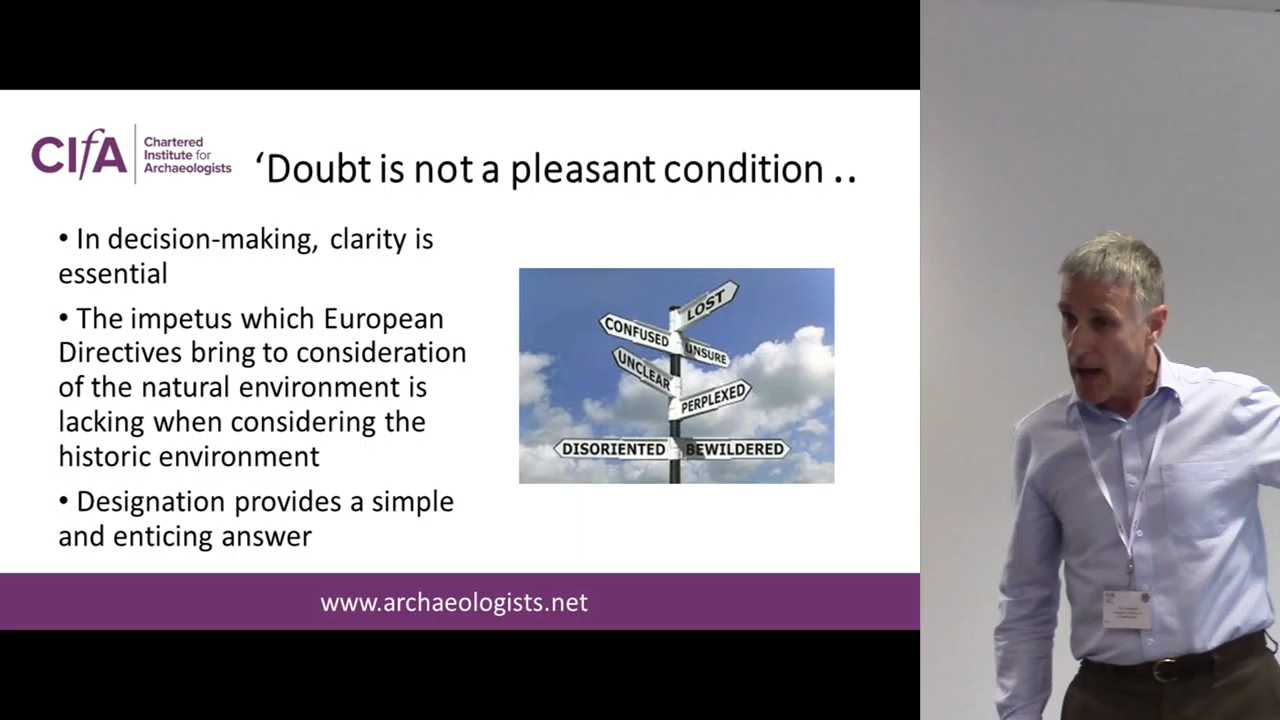 CIfA
Chartered
Institute for
Archaeologists
‘Doubt is not a pleasant condition ..
• In decision-making, clarity is
essential
• The impetus which European
Directives bring to consideration
of the natural environment is
lacking when considering the
historic environment
• Designation provides a simple
and enticing answer
LOST
CONFUSED
UNSURE
UNCLEAR
PERPLEXED
DISORIENTED
BEWILDERED
www.archaeologists.net